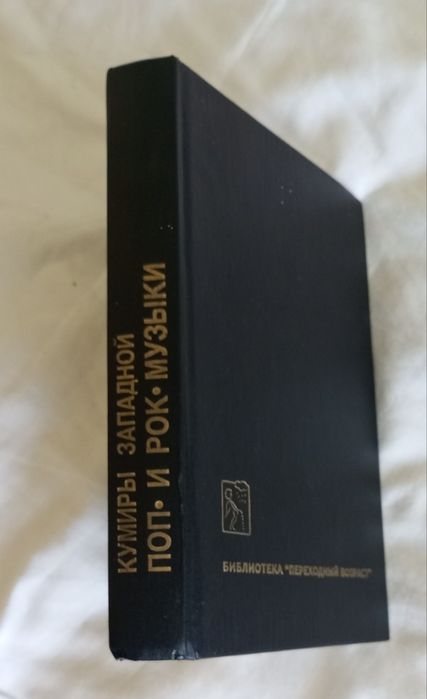 КУМИРЫ ЗАПАДНОЙ
ПОП• И РОК• МУЗЫКИ
БИБЛИОТЕКА "ПЕРЕХОДНЫЙ ВОЗРАСТ"